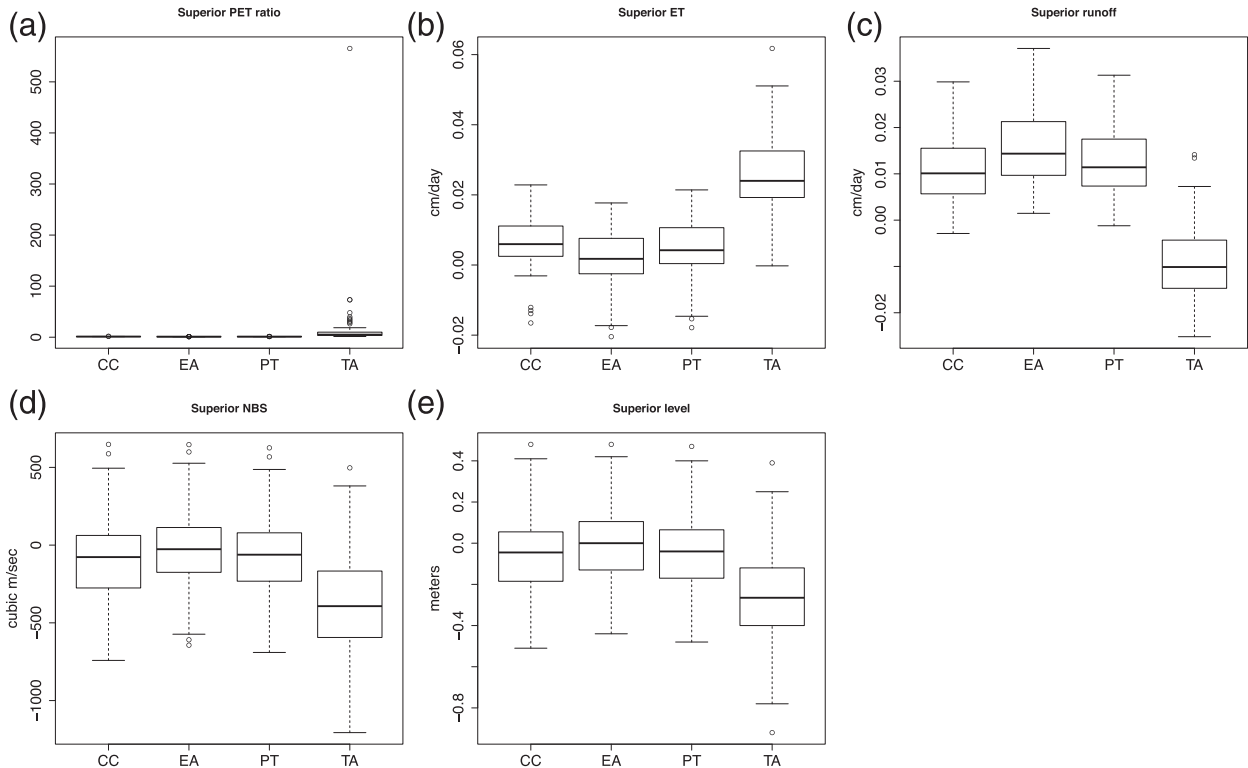 (a)
Superior PET ratio
500
400
300
200
100
0
CC EA PT TA
(b)
Superior ET
cm/day
0.06
0.04
0.02
0.00
−0.02
CC EA PT TA
(c)
Superior runoff
cm/day
0.03
0.02
0.01
0.00
−0.02
CC EA PT TA
(d)
Superior NBS
cubic m/sec
500
0
−500
−1000
CC EA PT TA
(e)
Superior level
meters
0.4
0.2
0.0
−0.4
−0.8
CC EA PT TA